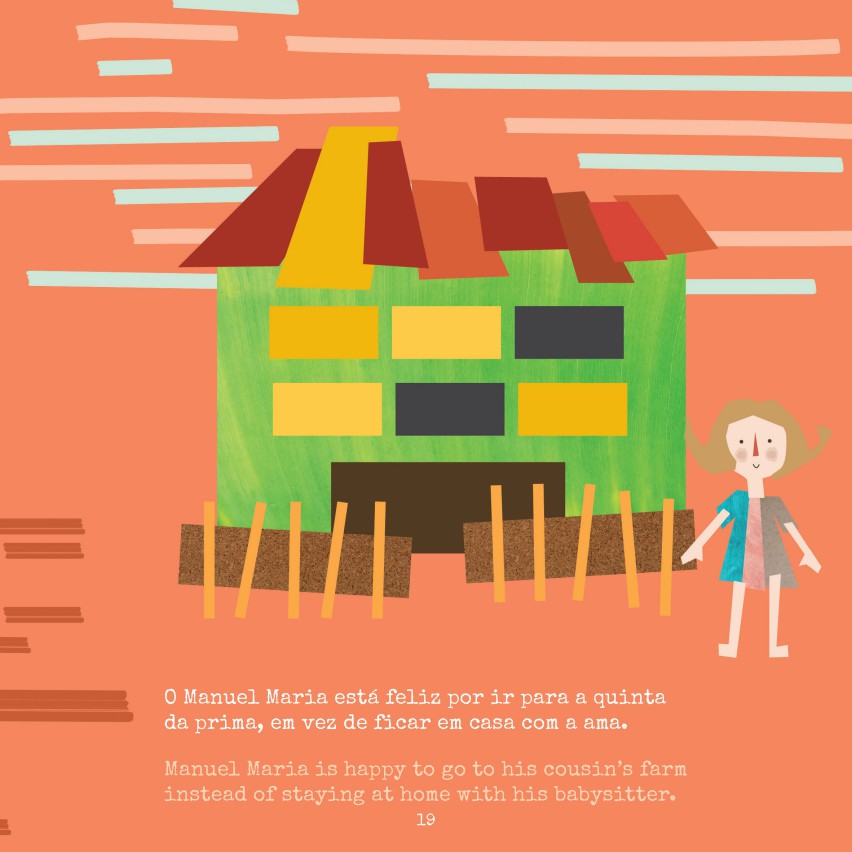 O Manuel Maria está feliz por ir para a quinta
da prima, em vez de ficar em casa com a ama.
Manuel Maria is happy to go to his cousin's farm
instead of staying at home with his babysitter.
19